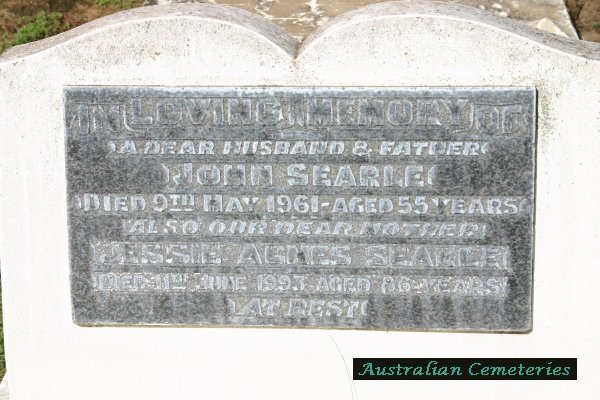 IN LOVING MEMORY OF
A DEAR HUSBAND & FATHER
JOHN SEARLE
DIED 9TH MAY 1961 - AGED 55 YEARS
ALSO OUR DEAR MOTHER
JESSIE AGNES SEARLE
DIED 11TH JUNE 1993 AGED 86 YEARS
AT REST
Australian Cemeteries